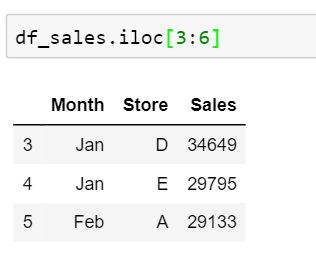 df_sales.iloc[3:6]
Month Store Sales
3 Jan D 34649
4 Jan E 29795
5 Feb A 29133